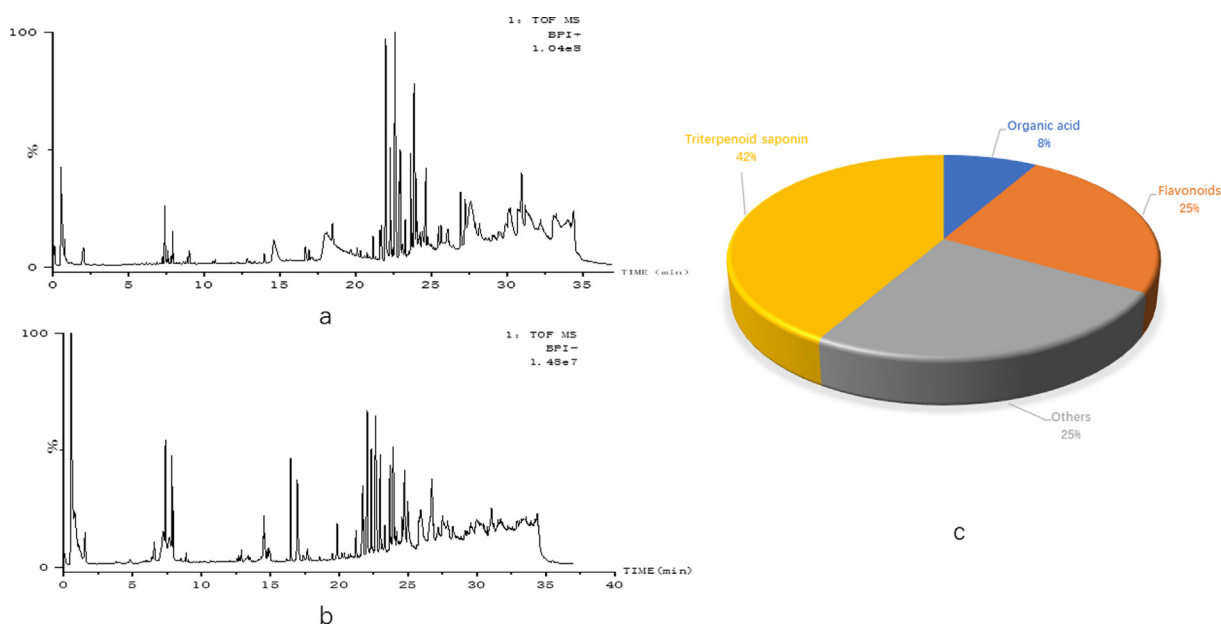 1: TOF MS
BPI+
1.04e8
100
%
0
0 5 10 15 20 25 30 35
TIME (min)
a
1: TOF MS
BPI-
1.48e7
100
%
0
0 5 10 15 20 25 30 35 40
TIME(min)
b
Triterpenoid saponin
42%
Organic acid
8%
Flavonoids
25%
Others
25%
c